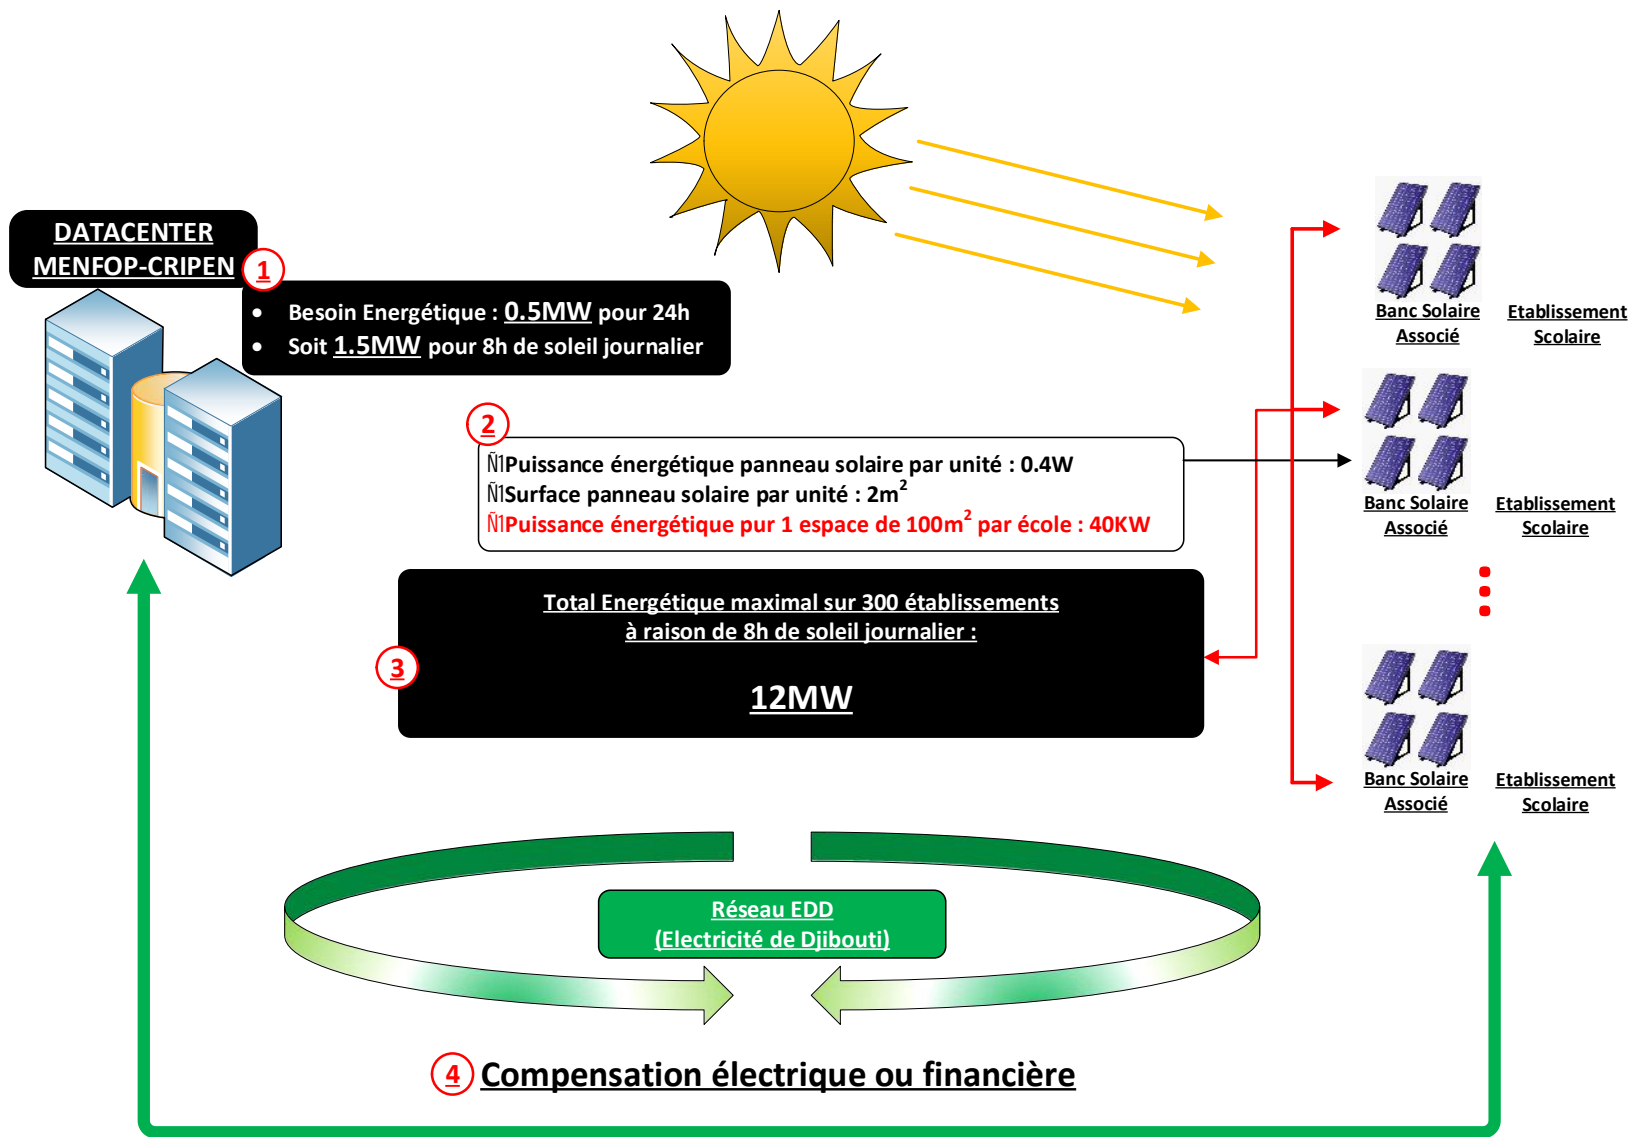 DATACENTER
MENFOP-CRIPEN
1
• Besoin Energétique : 0.5MW pour 24h
• Soit 1.5MW pour 8h de soleil journalier
2
Ñ1Puissance énergétique panneau solaire par unité : 0.4W
Ñ1Surface panneau solaire par unité : 2m²
Ñ1Puissance énergétique pur 1 espace de 100m² par école : 40KW
3
Total Energétique maximal sur 300 établissements
à raison de 8h de soleil journalier :
12MW
Banc Solaire
Associé
Etablissement
Scolaire
Banc Solaire
Associé
Etablissement
Scolaire
Banc Solaire
Associé
Etablissement
Scolaire
Réseau EDD
(Electricité de Djibouti)
4 Compensation électrique ou financière